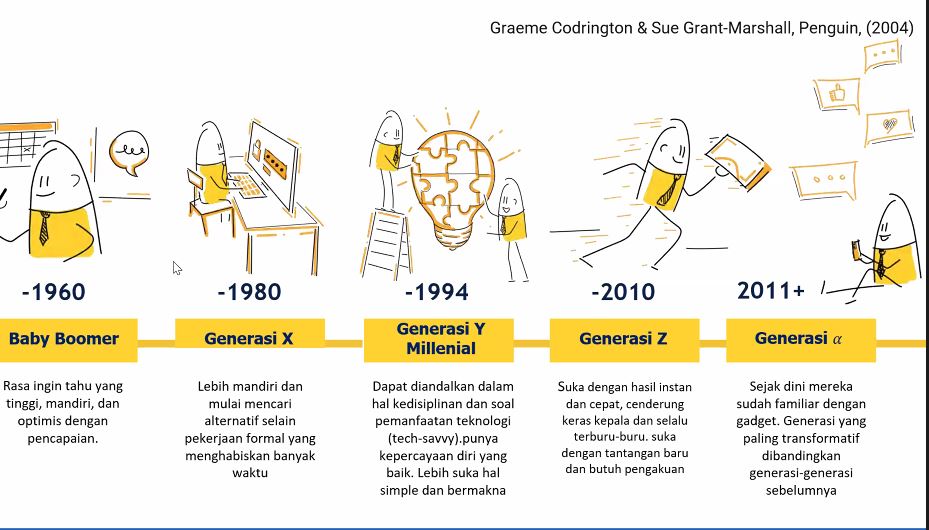 Graeme Codrington & Sue Grant-Marshall, Penguin, (2004)
-1960
-1980
-1994
-2010
2011+
Baby Boomer
Generasi X
Generasi Y
Millenial
Generasi Z
Generasi α
Rasa ingin tahu yang
tinggi, mandiri, dan
optimis dengan
pencapaian.
Lebih mandiri dan
mulai mencari
alternatif selain
pekerjaan formal yang
menghabiskan banyak
waktu
Dapat diandalkan dalam
hal kedisiplinan dan soal
pemanfaatan teknologi
(tech-savvy).punya
kepercayaan diri yang
baik. Lebih suka hal
simple dan bermakna
Suka dengan hasil instan
dan cepat, cenderung
keras kepala dan selalu
terburu-buru. suka
dengan tantangan baru
dan butuh pengakuan
Sejak dini mereka
sudah familiar dengan
gadget. Generasi yang
paling transformatif
dibandingkan
generasi-generasi
sebelumnya